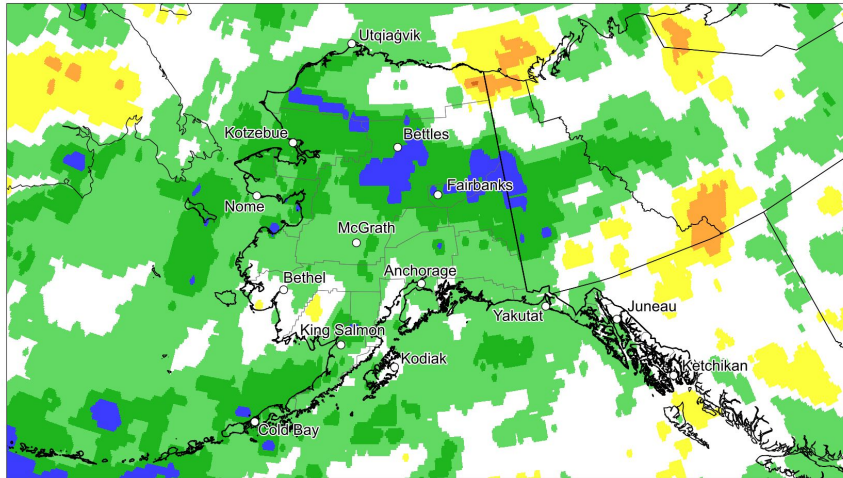 Utqiaġvik
Kotzebue
Bettles
Nome
Fairbanks
McGrath
Bethel
Anchorage
Yakutat
Juneau
King Salmon
Kodiak
Ketchikan
Cold Bay